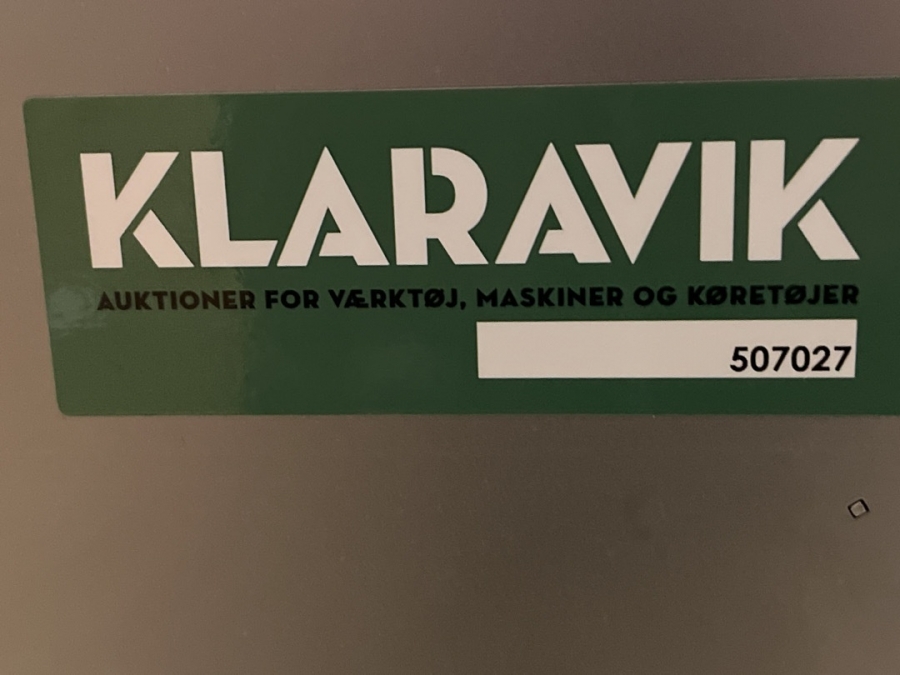 KLARAVIK
AUKTIONER FOR VÆRKTØJ, MASKINER OG KØRETØJER
507027